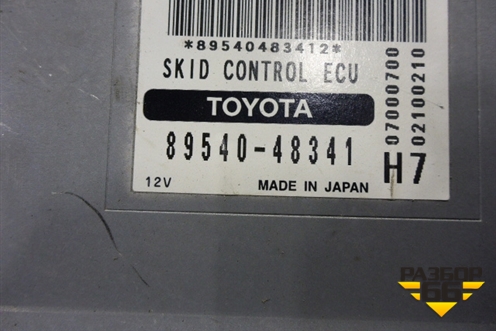 *89540483412*
SKID CONTROL ECU
TOYOTA
89540-48341
12V
MADE IN JAPAN
H7
07000700
02100210
РАЗБОР
66